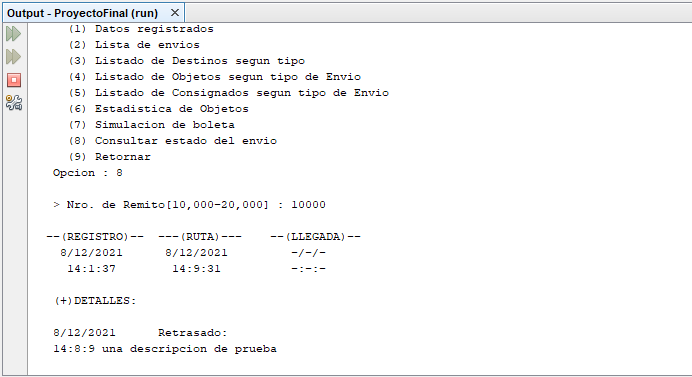 Output - ProyectoFinal (run) ×
(1) Datos registrados
(2) Lista de envios
(3) Listado de Destinos segun tipo
(4) Listado de Objetos segun tipo de Envio
(5) Listado de Consignados segun tipo de Envio
(6) Estadistica de Objetos
(7) Simulacion de boleta
(8) Consultar estado del envio
(9) Retornar
Opcion : 8
> Nro. de Remito[10,000-20,000] : 10000
--(REGISTRO)-- ---(RUTA)--- --(LLEGADA)--
8/12/2021 8/12/2021 -/-/-
14:1:37 14:9:31 -:-:-
(+)DETALLES:
8/12/2021 Retrasado:
14:8:9 una descripcion de prueba